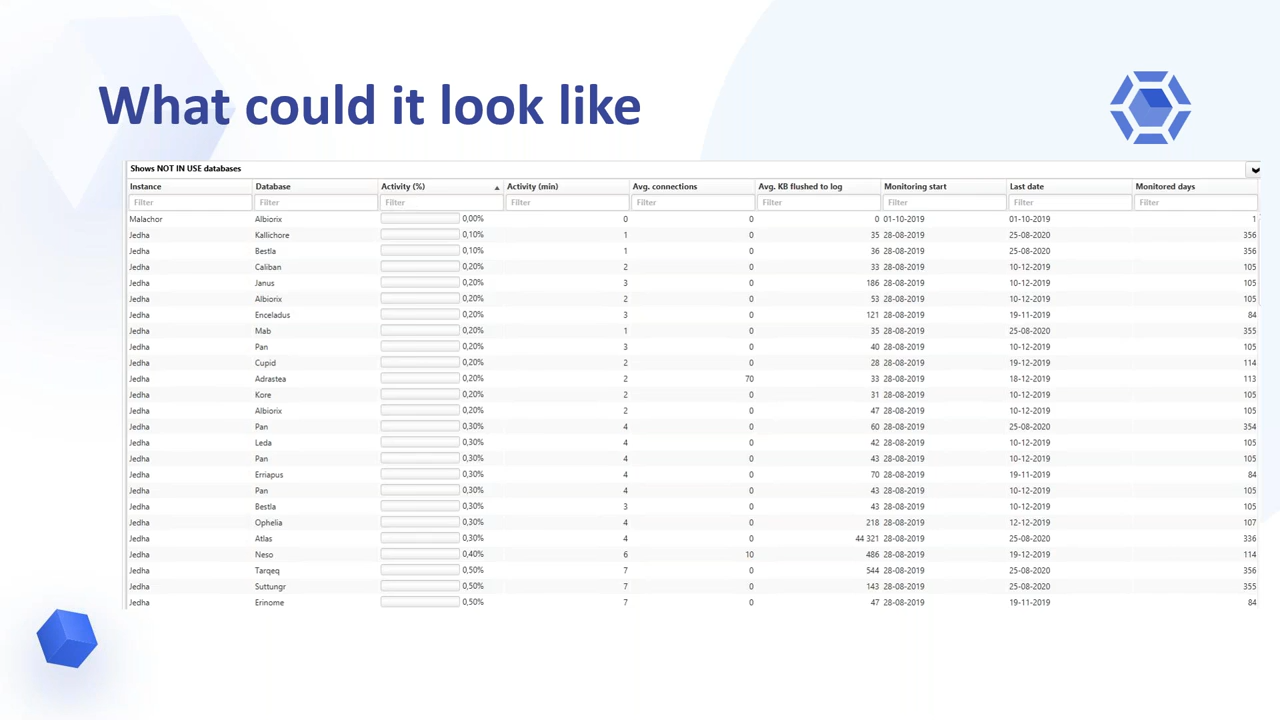 What could it look like
Shows NOT IN USE databases
Instance Database Activity (%) Activity (min) Avg. connections Avg. KB flushed to log Monitoring start Last date Monitored days
Filter Filter Filter Filter Filter Filter Filter Filter Filter
Malachor Albiorix 0,00% 0 0 0 01-10-2019 01-10-2019 1
Jedha Kallichore 0,10% 1 0 35 28-08-2019 25-08-2020 356
Jedha Bestla 0,10% 1 0 36 28-08-2019 25-08-2020 356
Jedha Caliban 0,20% 2 0 33 28-08-2019 10-12-2019 105
Jedha Janus 0,20% 3 0 186 28-08-2019 10-12-2019 105
Jedha Albiorix 0,20% 2 0 53 28-08-2019 10-12-2019 105
Jedha Enceladus 0,20% 3 0 121 28-08-2019 19-11-2019 84
Jedha Mab 0,20% 1 0 35 28-08-2019 25-08-2020 355
Jedha Pan 0,20% 3 0 40 28-08-2019 10-12-2019 105
Jedha Cupid 0,20% 2 0 28 28-08-2019 19-12-2019 114
Jedha Adrastea 0,20% 2 70 33 28-08-2019 18-12-2019 113
Jedha Kore 0,20% 2 0 31 28-08-2019 10-12-2019 105
Jedha Albiorix 0,20% 2 0 47 28-08-2019 10-12-2019 105
Jedha Pan 0,30% 4 0 60 28-08-2019 25-08-2020 354
Jedha Leda 0,30% 4 0 42 28-08-2019 10-12-2019 105
Jedha Pan 0,30% 4 0 43 28-08-2019 10-12-2019 105
Jedha Erriapus 0,30% 4 0 70 28-08-2019 19-11-2019 84
Jedha Pan 0,30% 4 0 43 28-08-2019 10-12-2019 105
Jedha Bestla 0,30% 3 0 43 28-08-2019 10-12-2019 105
Jedha Ophelia 0,30% 4 0 218 28-08-2019 12-12-2019 107
Jedha Atlas 0,30% 4 0 44 321 28-08-2019 25-08-2020 336
Jedha Neso 0,40% 6 10 486 28-08-2019 19-12-2019 114
Jedha Tarqeq 0,50% 7 0 544 28-08-2019 25-08-2020 356
Jedha Suttungr 0,50% 7 0 143 28-08-2019 25-08-2020 355
Jedha Erinome 0,50% 7 0 47 28-08-2019 19-11-2019 84